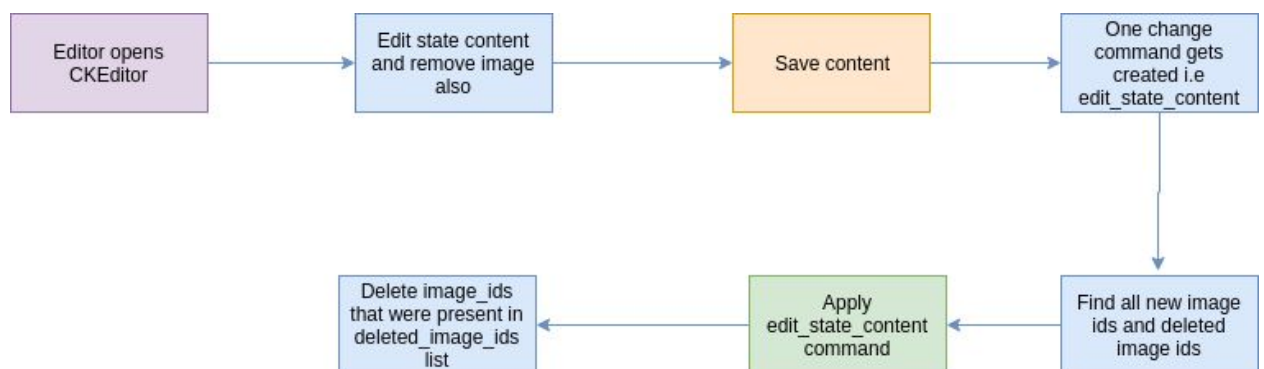 Editor opens
CKEditor
Edit state content
and remove image
also
Save content
One change
command gets
created i.e
edit_state_content
Delete image_ids
that were present in
deleted_image_ids
list
Apply
edit_state_content
command
Find all new image
ids and deleted
image ids